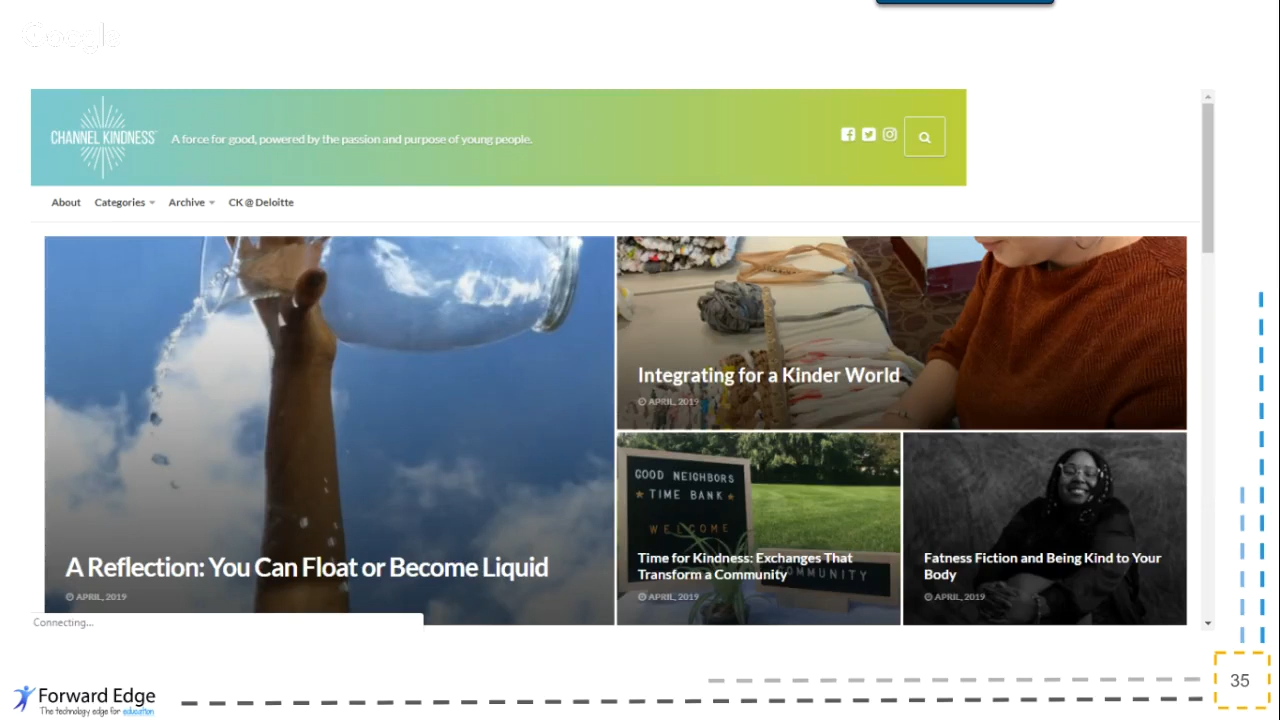 Google
CHANNEL KINDNESS
A force for good, powered by the passion and purpose of young people.
About Categories Archive CK @ Deloitte
Integrating for a Kinder World
APRIL, 2019
GOOD NEIGHBORS
TIME BANK
WELCOME
COMMUNITY
A Reflection: You Can Float or Become Liquid
APRIL, 2019
Time for Kindness: Exchanges That
Transform a Community
APRIL, 2019
Fatness Fiction and Being Kind to Your
Body
APRIL, 2019
Connecting...
Forward Edge
The technology edge for education
35